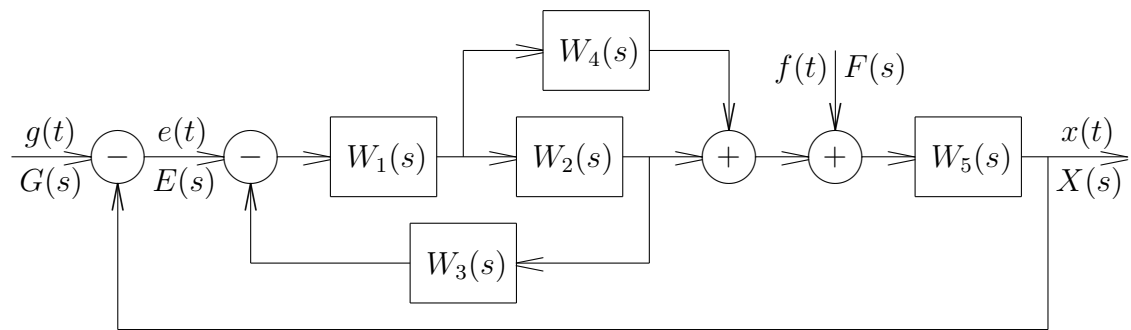 W₄(s)
f(t) F(s)
g(t) e(t) x(t)
− − W₁(s) W₂(s) + + W₅(s)
G(s) E(s) X(s)
W₃(s)